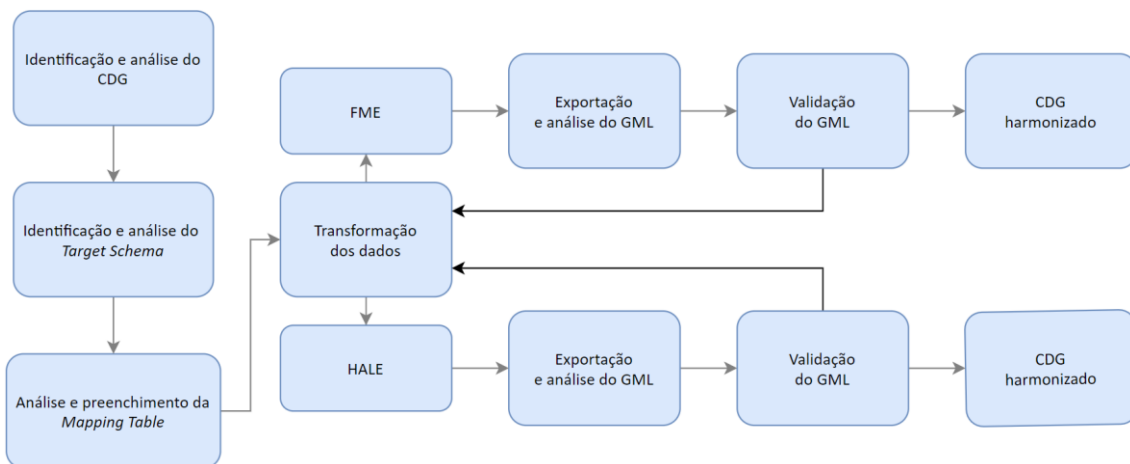 Identificação e análise do
CDG
Identificação e análise do
Target Schema
Análise e preenchimento da
Mapping Table
Transformação
dos dados
FME
Exportação
e análise do GML
Validação
do GML
CDG
harmonizado
HALE
Exportação
e análise do GML
Validação
do GML
CDG
harmonizado